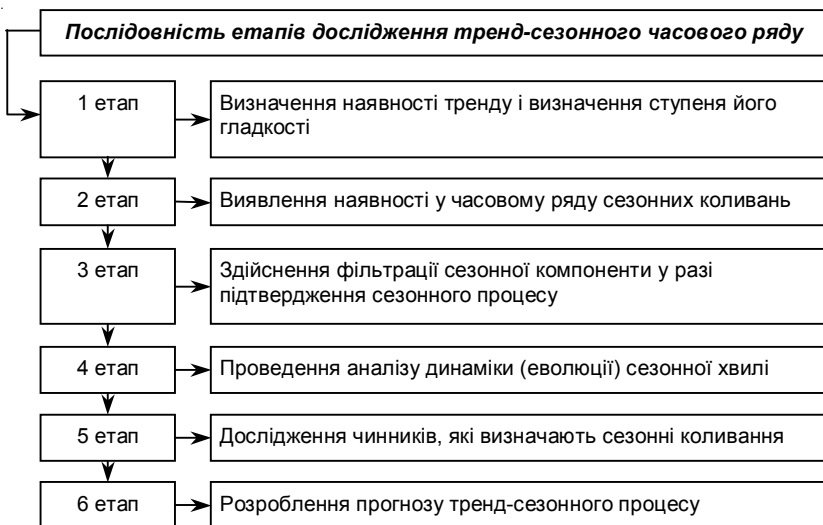 Послідовність етапів дослідження тренд-сезонного часового ряду
1 етап
Визначення наявності тренду і визначення ступеня його
гладкості
2 етап
Виявлення наявності у часовому ряду сезонних коливань
3 етап
Здійснення фільтрації сезонної компоненти у разі
підтвердження сезонного процесу
4 етап
Проведення аналізу динаміки (еволюції) сезонної хвилі
5 етап
Дослідження чинників, які визначають сезонні коливання
6 етап
Розроблення прогнозу тренд-сезонного процесу